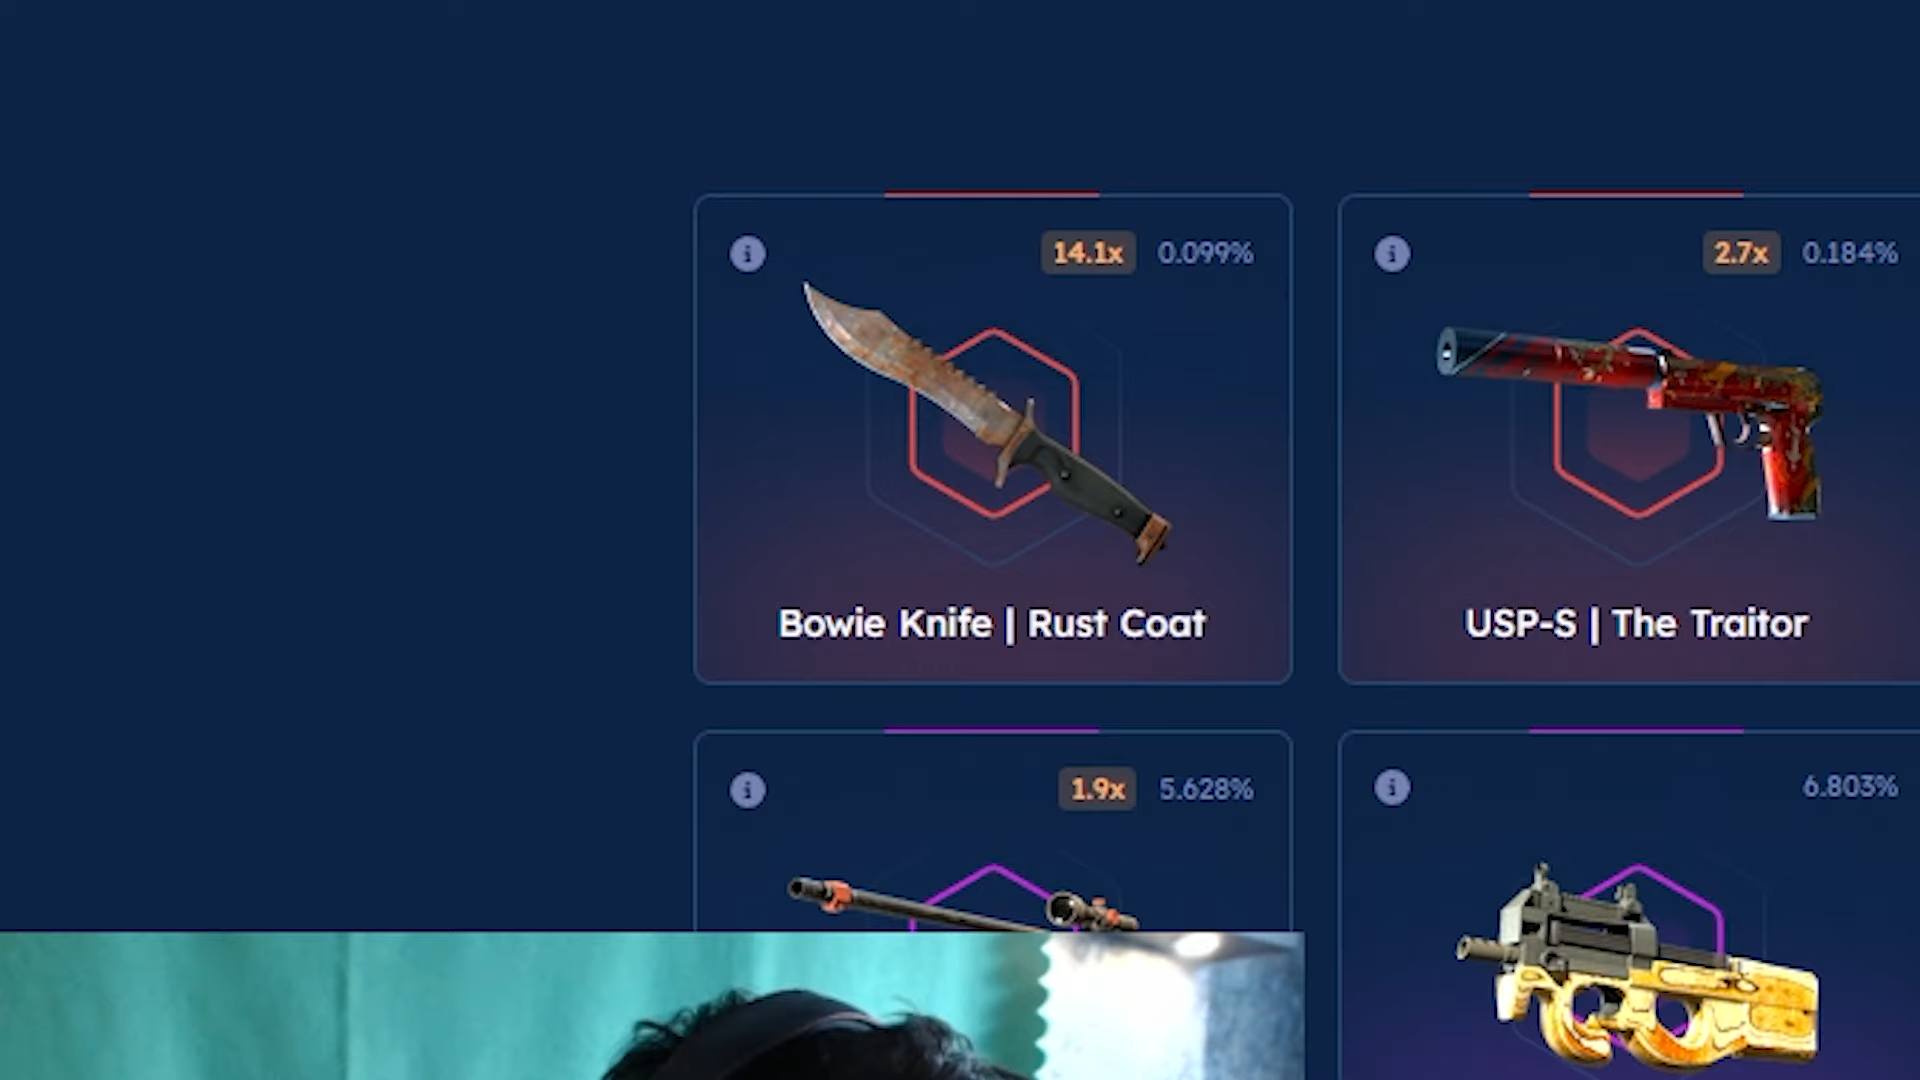 14.1x 0.099%
2.7x 0.184%
Bowie Knife | Rust Coat
USP-S | The Traitor
1.9x 5.628%
6.803%